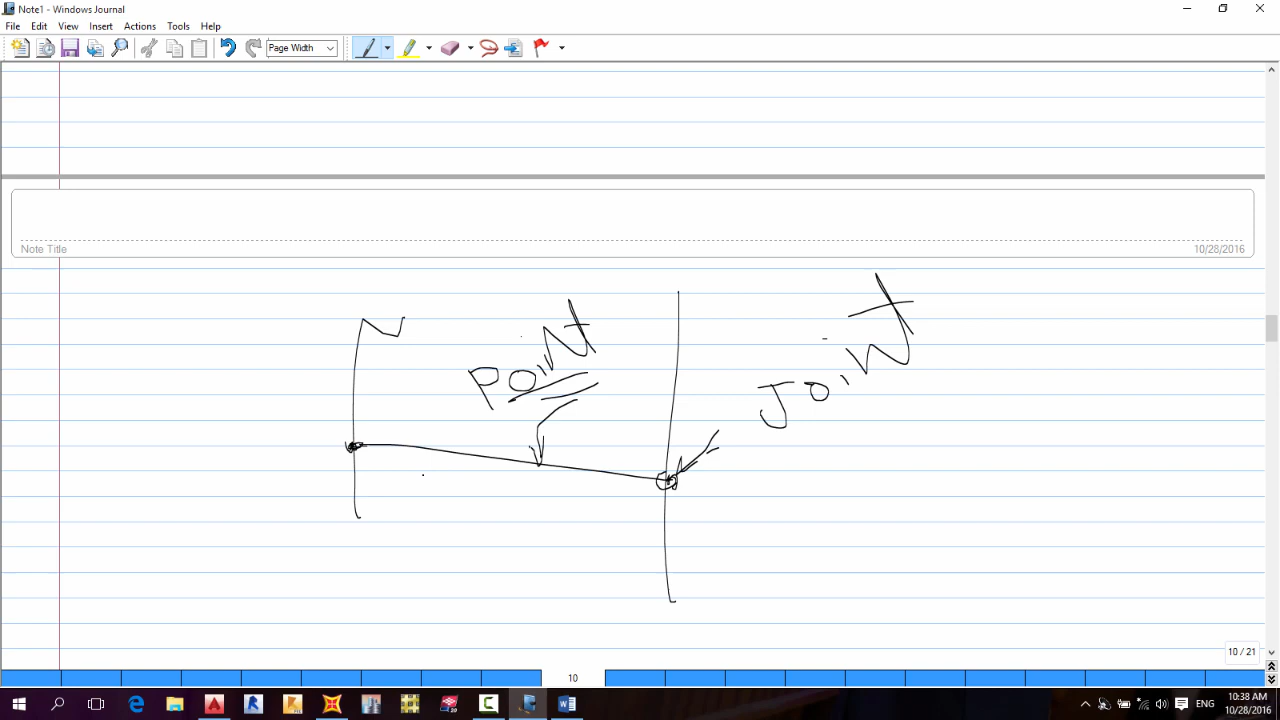 Note1 - Windows Journal
File Edit View Insert Actions Tools Help
Page Width
Note Title 10/28/2016
Point
Joint
10 / 21
10
ENG
10:38 AM
10/28/2016